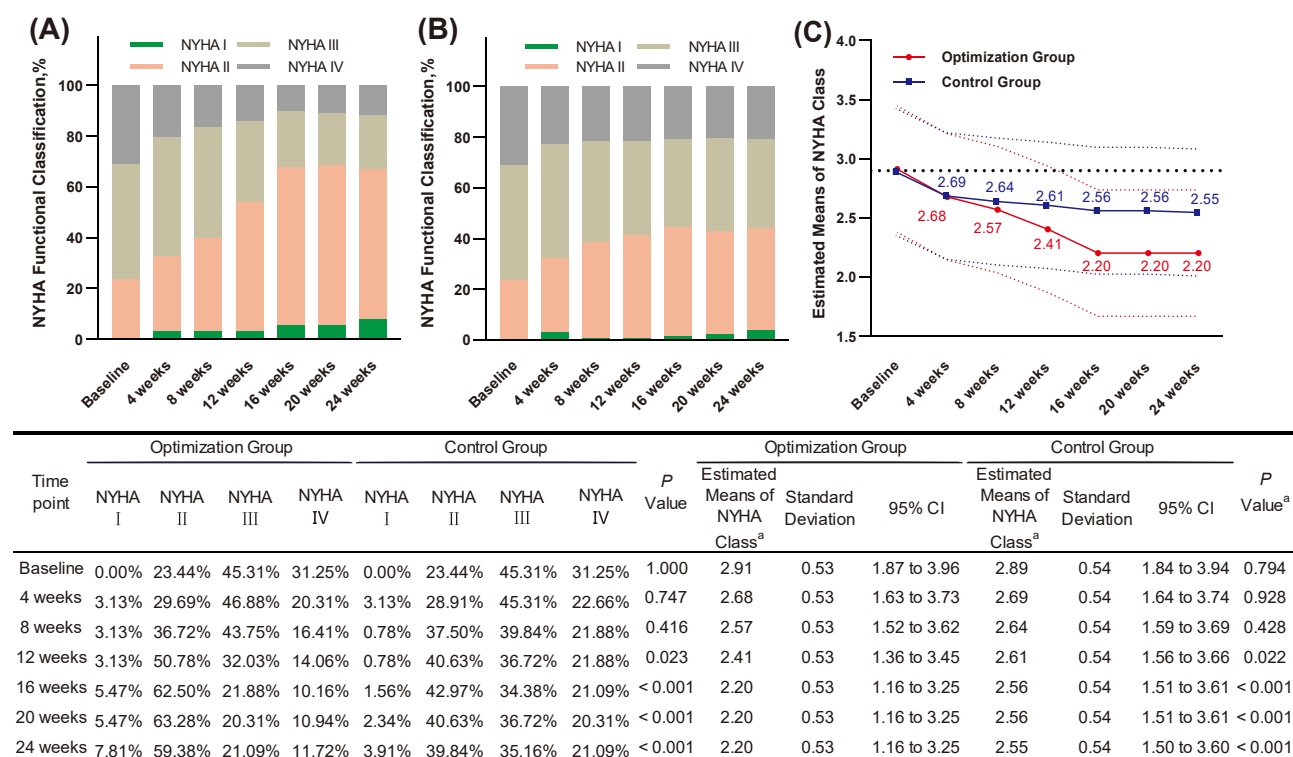 (A)
NYHA I
NYHA III
NYHA II
NYHA IV
NYHA Functional Classification,%
100
80
60
40
20
0
Baseline
4 weeks
8 weeks
12 weeks
16 weeks
20 weeks
24 weeks
(B)
NYHA I
NYHA III
NYHA II
NYHA IV
NYHA Functional Classification,%
100
80
60
40
20
0
Baseline
4 weeks
8 weeks
12 weeks
16 weeks
20 weeks
24 weeks
(C)
Optimization Group
Control Group
Estimated Means of NYHA Class
4.0
3.5
3.0
2.5
2.0
1.5
2.69
2.64
2.61
2.56
2.56
2.55
2.68
2.57
2.41
2.20
2.20
2.20
Baseline
4 weeks
8 weeks
12 weeks
16 weeks
20 weeks
24 weeks
Optimization Group Control Group Optimization Group Control Group
Time point NYHA I NYHA II NYHA III NYHA IV NYHA I NYHA II NYHA III NYHA IV P Value Estimated Means of NYHA Classᵃ Standard Deviation 95% CI Estimated Means of NYHA Classᵃ Standard Deviation 95% CI P Valueᵃ
Baseline 0.00% 23.44% 45.31% 31.25% 0.00% 23.44% 45.31% 31.25% 1.000 2.91 0.53 1.87 to 3.96 2.89 0.54 1.84 to 3.94 0.794
4 weeks 3.13% 29.69% 46.88% 20.31% 3.13% 28.91% 45.31% 22.66% 0.747 2.68 0.53 1.63 to 3.73 2.69 0.54 1.64 to 3.74 0.928
8 weeks 3.13% 36.72% 43.75% 16.41% 0.78% 37.50% 39.84% 21.88% 0.416 2.57 0.53 1.52 to 3.62 2.64 0.54 1.59 to 3.69 0.428
12 weeks 3.13% 50.78% 32.03% 14.06% 0.78% 40.63% 36.72% 21.88% 0.023 2.41 0.53 1.36 to 3.45 2.61 0.54 1.56 to 3.66 0.022
16 weeks 5.47% 62.50% 21.88% 10.16% 1.56% 42.97% 34.38% 21.09% < 0.001 2.20 0.53 1.16 to 3.25 2.56 0.54 1.51 to 3.61 < 0.001
20 weeks 5.47% 63.28% 20.31% 10.94% 2.34% 40.63% 36.72% 20.31% < 0.001 2.20 0.53 1.16 to 3.25 2.56 0.54 1.51 to 3.61 < 0.001
24 weeks 7.81% 59.38% 21.09% 11.72% 3.91% 39.84% 35.16% 21.09% < 0.001 2.20 0.53 1.16 to 3.25 2.55 0.54 1.50 to 3.60 < 0.001